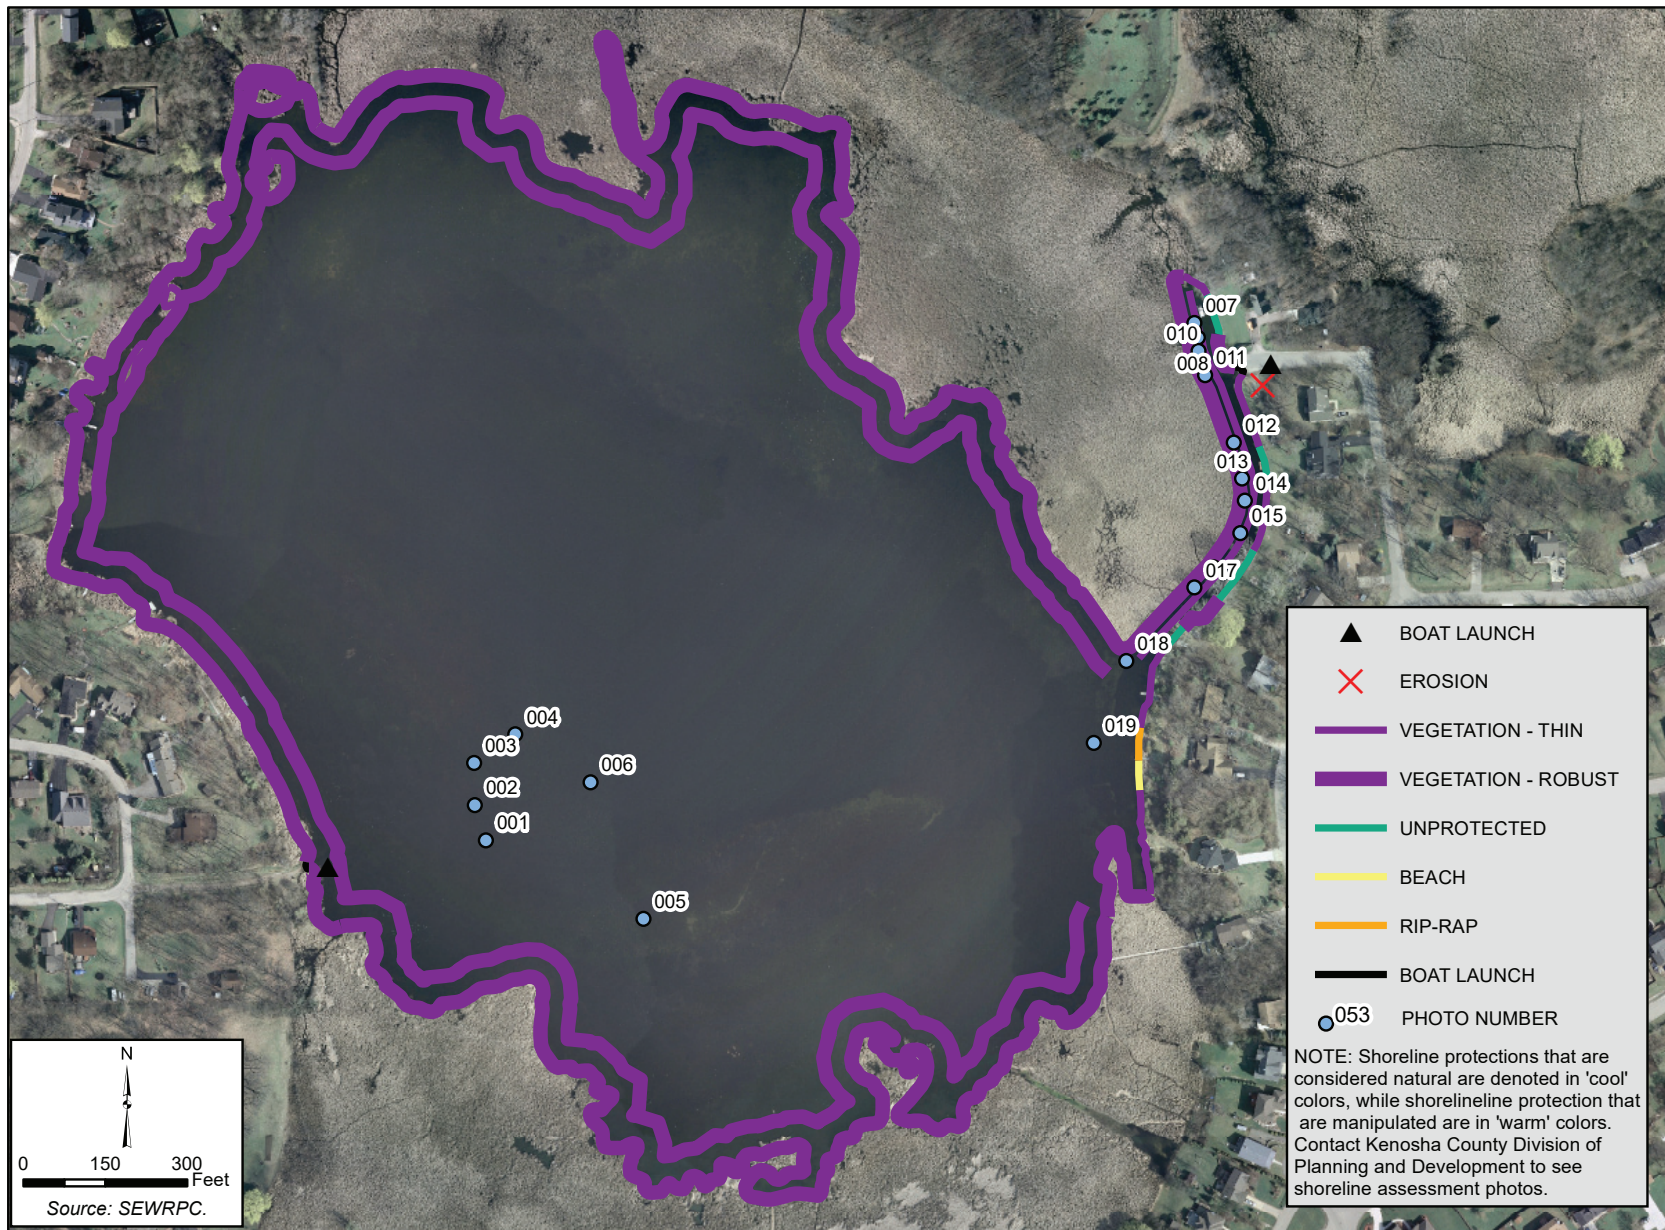 007
010
011
008
012
013
014
015
017
018
019
004
003
006
002
001
005
BOAT LAUNCH
EROSION
VEGETATION - THIN
VEGETATION - ROBUST
UNPROTECTED
BEACH
RIP-RAP
BOAT LAUNCH
053 PHOTO NUMBER
NOTE: Shoreline protections that are
considered natural are denoted in 'cool'
colors, while shorelineline protection that
are manipulated are in 'warm' colors.
Contact Kenosha County Division of
Planning and Development to see
shoreline assessment photos.
N
0 150 300
Feet
Source: SEWRPC.